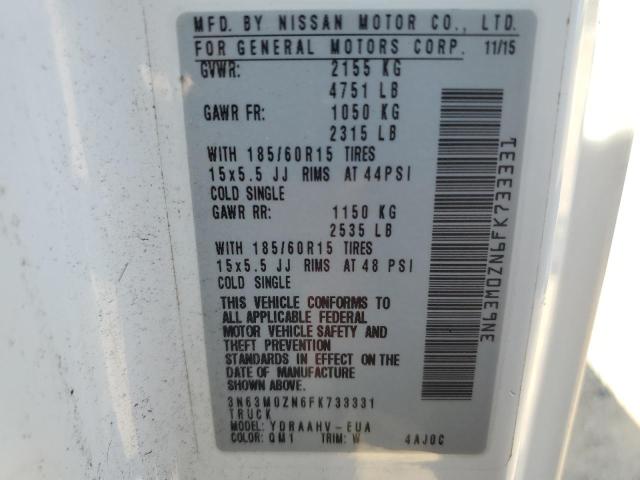 MFD. BY NISSAN MOTOR CO., LTD.
FOR GENERAL MOTORS CORP. 11/15
GVWR: 2155 KG
4751 LB
GAWR FR: 1050 KG
2315 LB
WITH 185/60R15 TIRES
15x5.5 JJ RIMS AT 44PSI
COLD SINGLE
GAWR RR: 1150 KG
2535 LB
WITH 185/60R15 TIRES
15x5.5 JJ RIMS AT 48 PSI
COLD SINGLE
THIS VEHICLE CONFORMS TO
ALL APPLICABLE FEDERAL
MOTOR VEHICLE SAFETY AND
THEFT PREVENTION
STANDARDS IN EFFECT ON THE
DATE OF MANUFACTURE
SHOWN ABOVE.
3N63M0ZN6FK733331
TRUCK
MODEL: YDRAAHV-EUA
COLOR: QM1 TRIM: W 4AJ0C
3N63M0ZN6FK733331